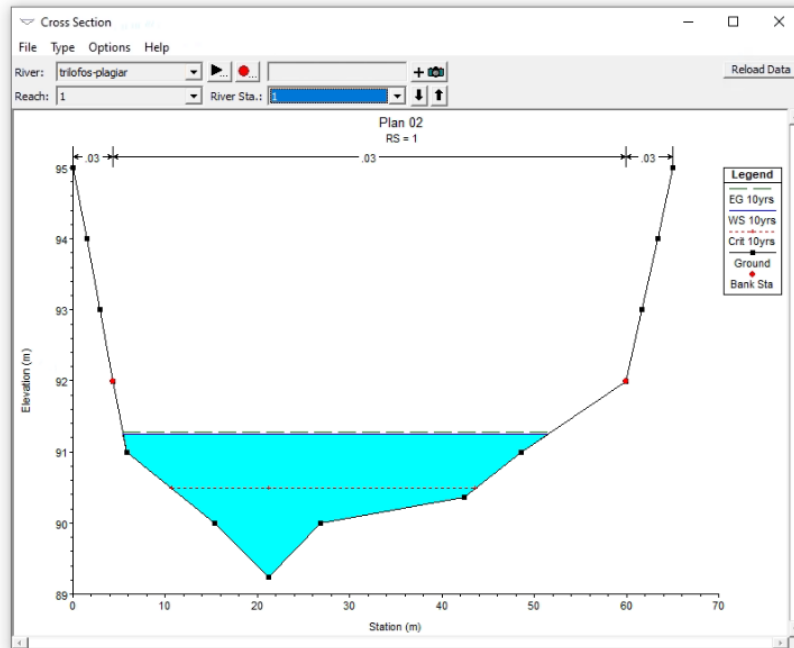 Cross Section
File Type Options Help
River: trilofos-plagiar Reload Data
Reach: 1 River Sta.: 1
Plan 02
RS = 1
.03 .03 .03
Legend
EG 10yrs
WS 10yrs
Crit 10yrs
Ground
Bank Sta
95
94
93
92
91
90
89
Elevation (m)
0 10 20 30 40 50 60 70
Station (m)